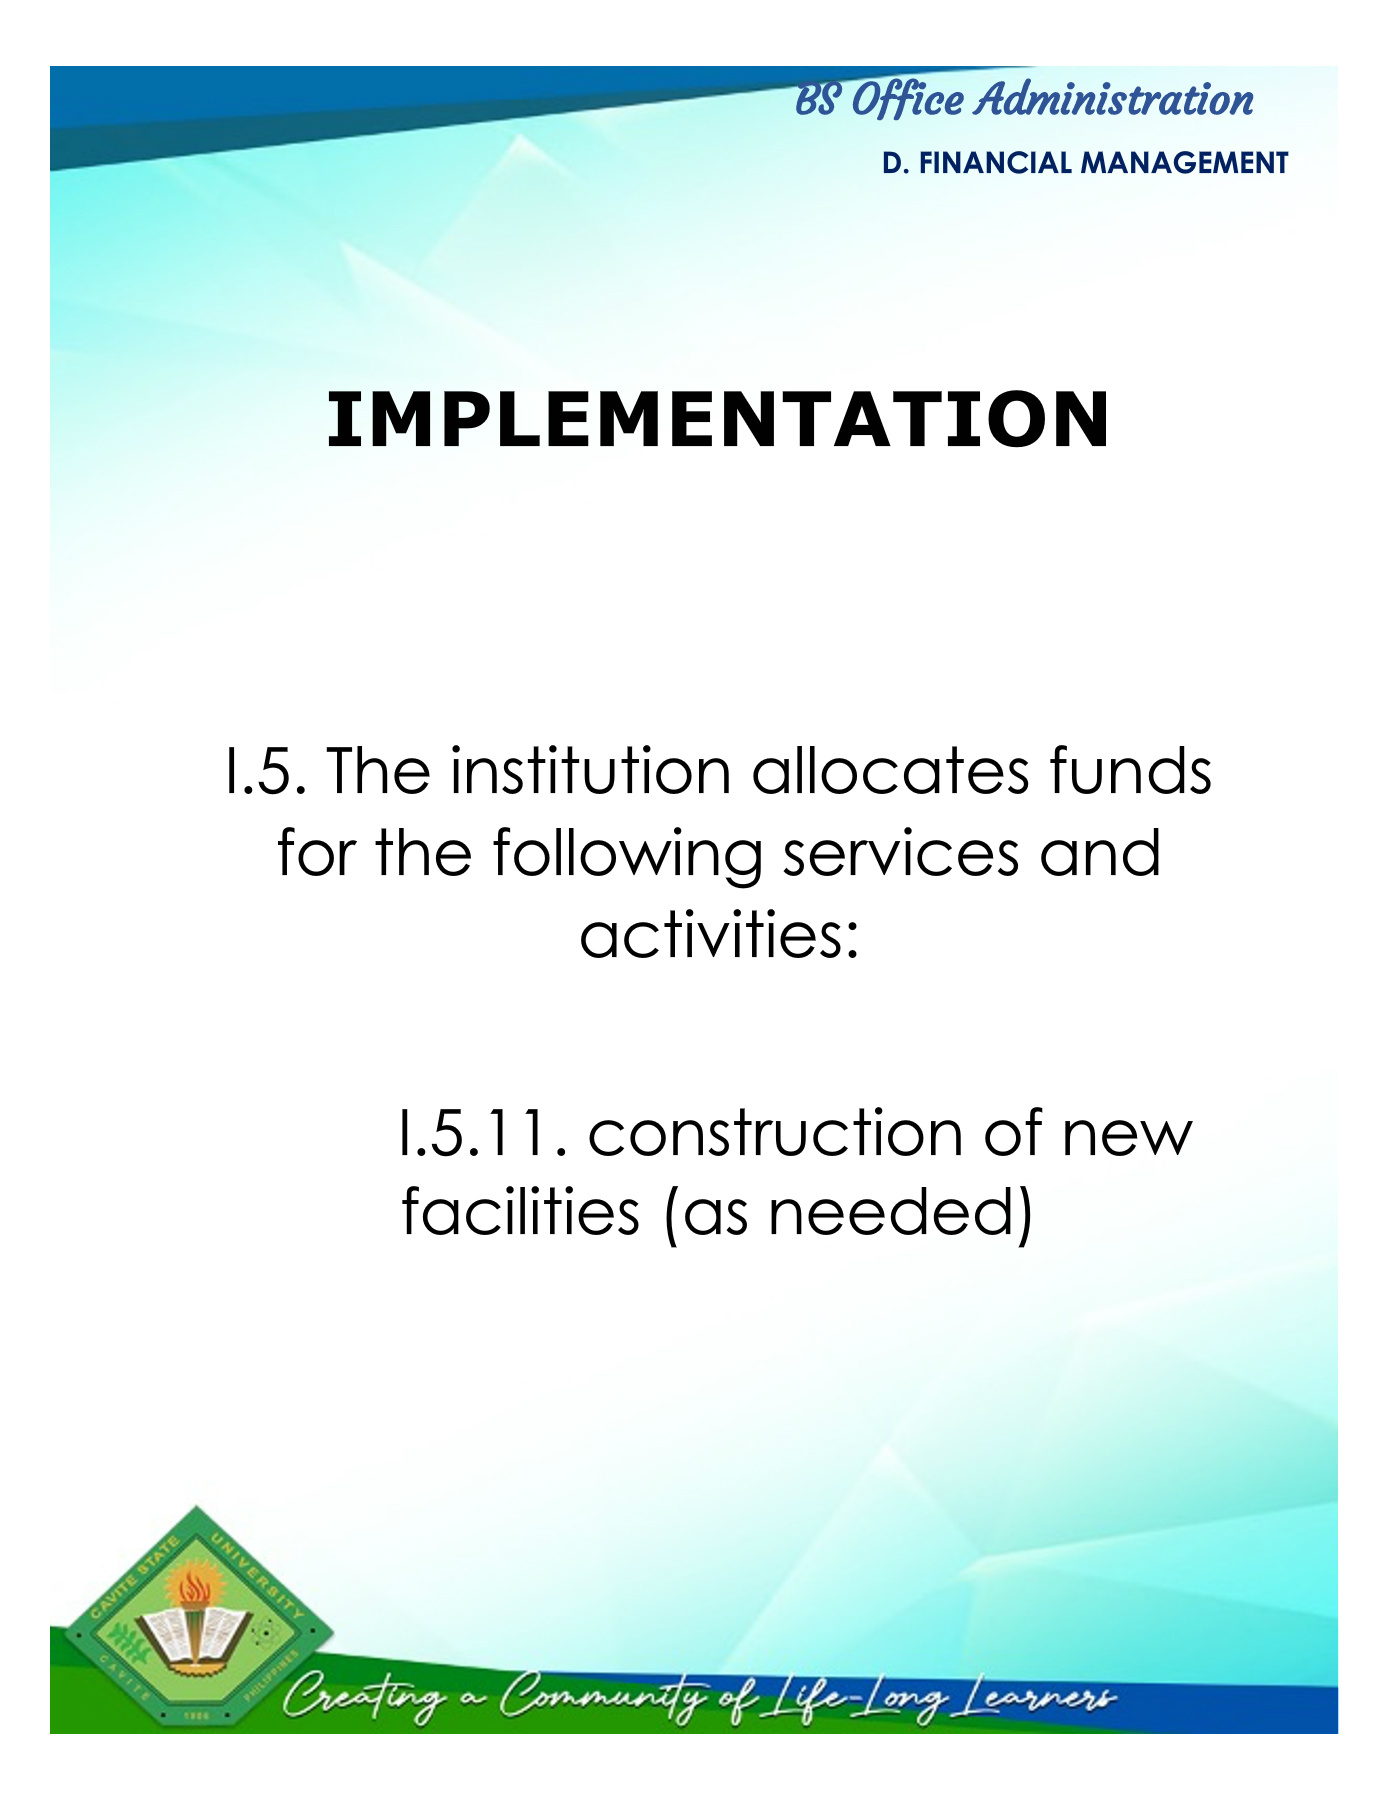 BS Office Administration
D. FINANCIAL MANAGEMENT
IMPLEMENTATION
I.5. The institution allocates funds
for the following services and
activities:
I.5.11. construction of new
facilities (as needed)
CAVITE STATE UNIVERSITY
CAVITE PHILIPPINES
1906
Creating a Community of Life-Long Learners